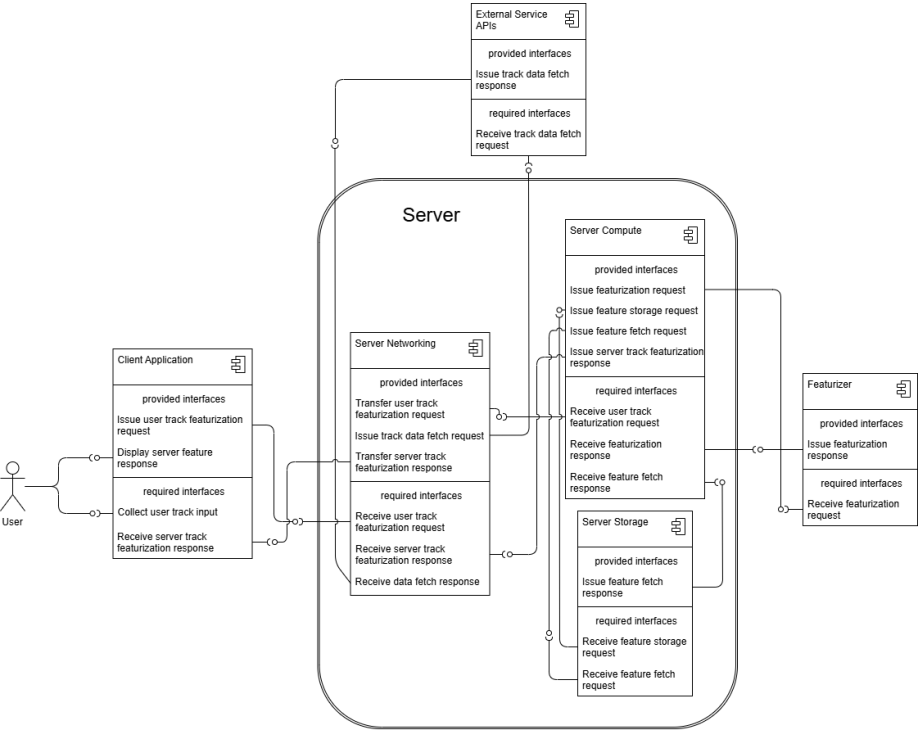 External Service
APIs
provided interfaces
Issue track data fetch
response
required interfaces
Receive track data fetch
request
Server
Server Compute
provided interfaces
Issue featurization request
Issue feature storage request
Issue feature fetch request
Issue server track featurization
response
required interfaces
Receive user track
featurization request
Receive featurization
response
Receive feature fetch
response
Server Networking
provided interfaces
Transfer user track
featurization request
Issue track data fetch request
Transfer server track
featurization response
required interfaces
Receive user track
featurization request
Receive server track
featurization response
Receive data fetch response
Client Application
provided interfaces
Issue user track featurization
request
Display server feature
response
required interfaces
Collect user track input
Receive server track
featurization response
User
Featurizer
provided interfaces
Issue featurization
response
required interfaces
Receive featurization
request
Server Storage
provided interfaces
Issue feature fetch
response
required interfaces
Receive feature storage
request
Receive feature fetch
request